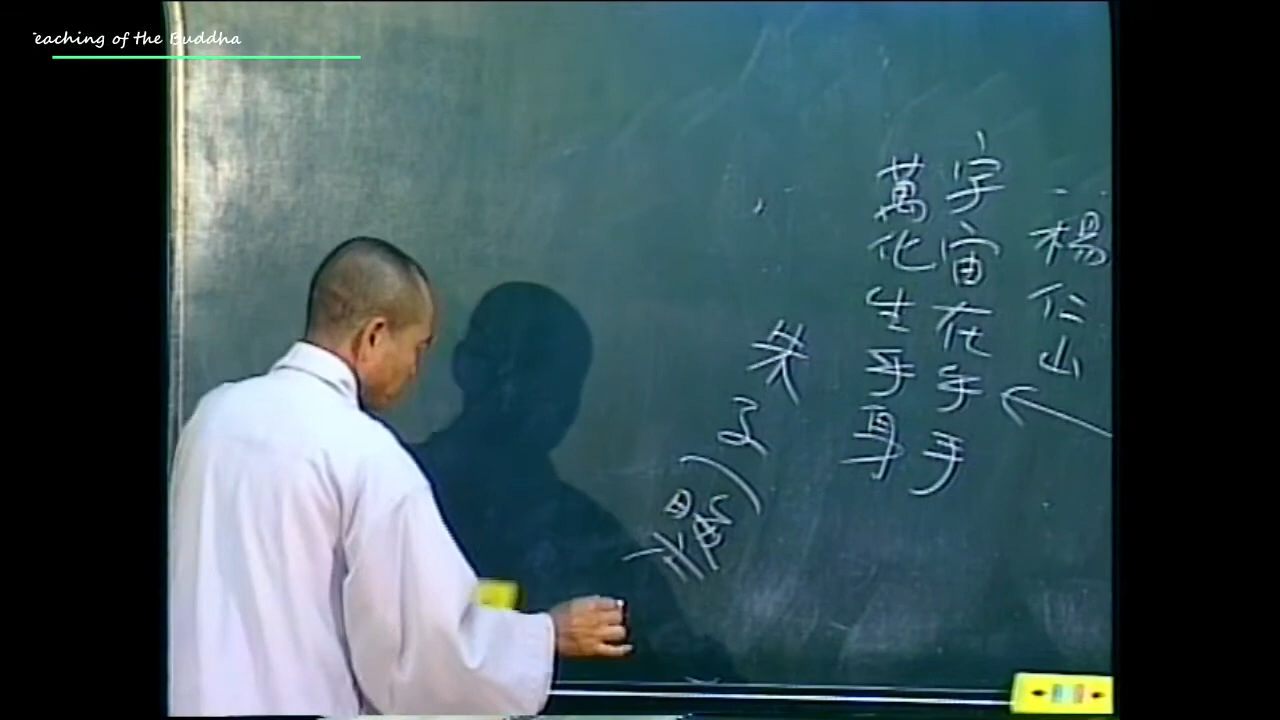 eaching of the Buddha
楊仁山
宇宙在乎手
萬化生乎身
朱子